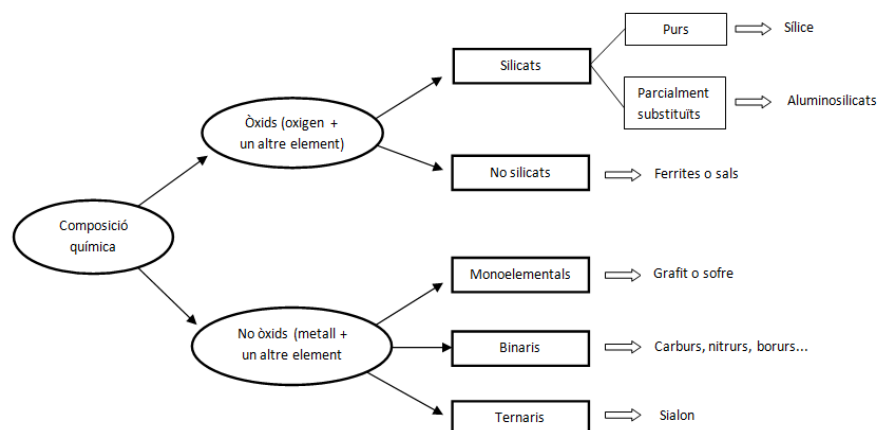 Composició
química
Òxids (oxigen +
un altre element)
Silicats
Purs
Sílice
Parcialment
substituïts
Aluminosilicats
No silicats
Ferrites o sals
No òxids (metall +
un altre element
Monoelementals
Grafit o sofre
Binaris
Carburs, nitrurs, borurs...
Ternaris
Sialon